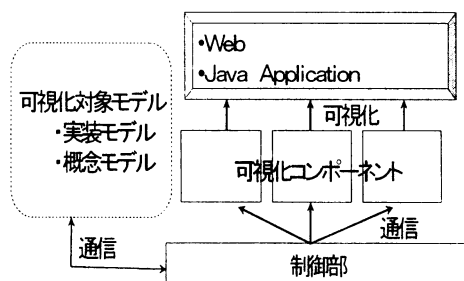 ・Web
・Java Application
可視化対象モデル
・実装モデル
・概念モデル
可視化
可視化コンポーネント
通信
通信
制御部